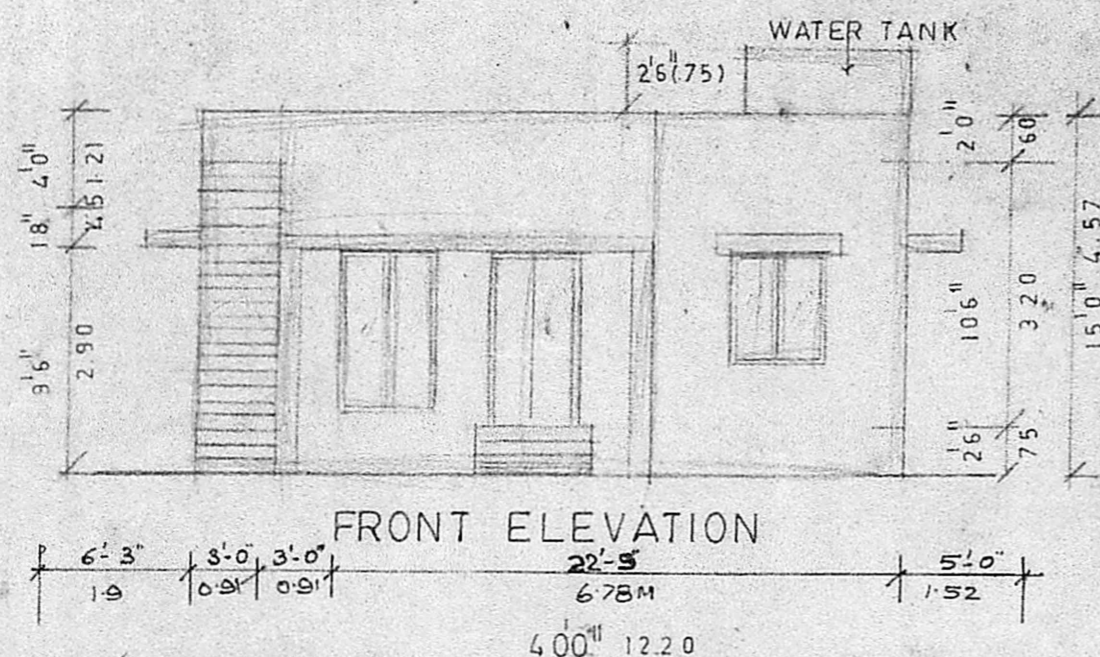 WATER TANK
2'6"(.75)
2'0" 60
4'0" 1.21
18" .45
9'6" 2.90
10'6" 3.20
15'0" 4.57
2'6" 75
FRONT ELEVATION
6'-3" 3'-0" 3'-0" 22'-9" 5'-0"
1.9 0.91 0.91 6.78M 1.52
40'0" 12.20